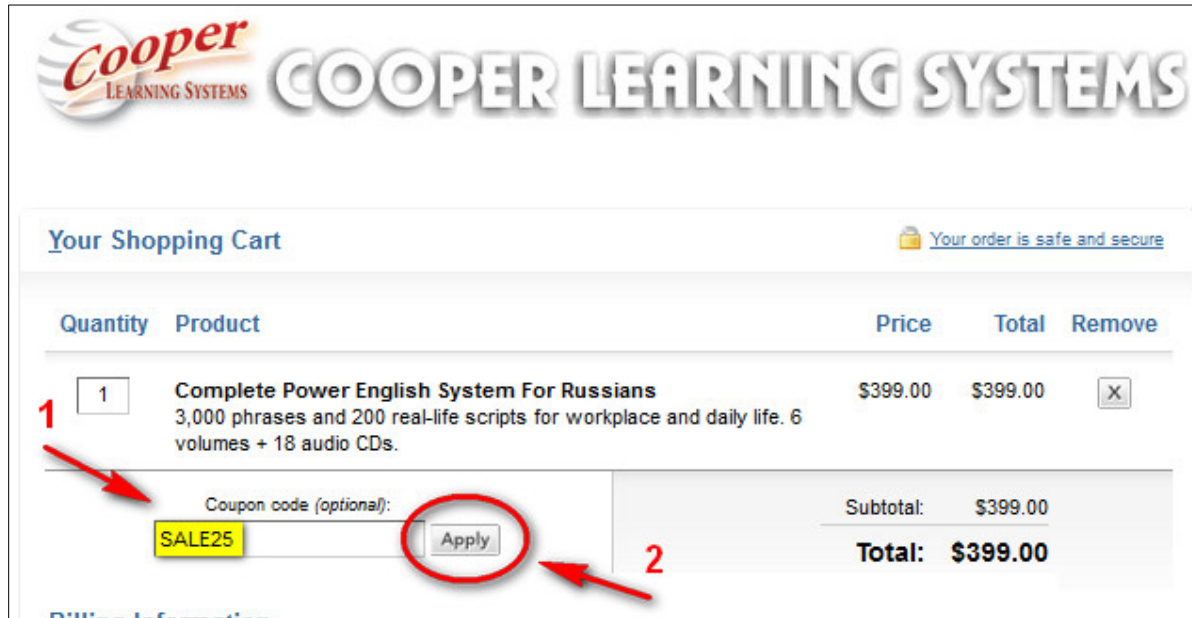 Cooper
LEARNING SYSTEMS
COOPER LEARNING SYSTEMS
Your Shopping Cart
Your order is safe and secure
Quantity Product Price Total Remove
1 Complete Power English System For Russians $399.00 $399.00 X
3,000 phrases and 200 real-life scripts for workplace and daily life. 6
volumes + 18 audio CDs.
1
Coupon code (optional): Subtotal: $399.00
SALE25 Apply 2 Total: $399.00
Billing Information